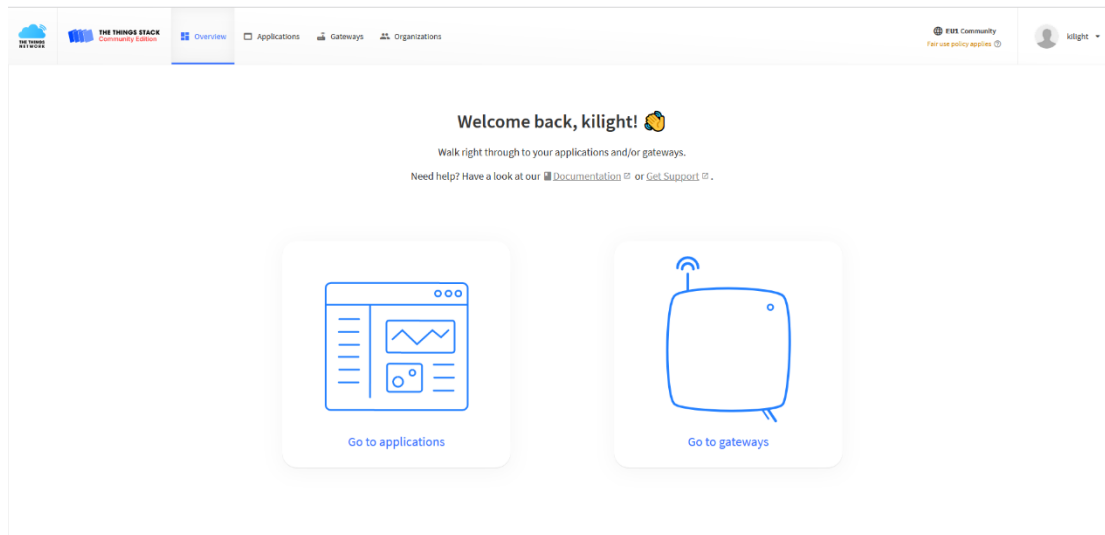 THE THINGS
NETWORK
THE THINGS STACK
Community Edition
Overview
Applications
Gateways
Organizations
EU1 Community
Fair use policy applies
kilight
Welcome back, kilight! 👋
Walk right through to your applications and/or gateways.
Need help? Have a look at our Documentation or Get Support.
Go to applications
Go to gateways